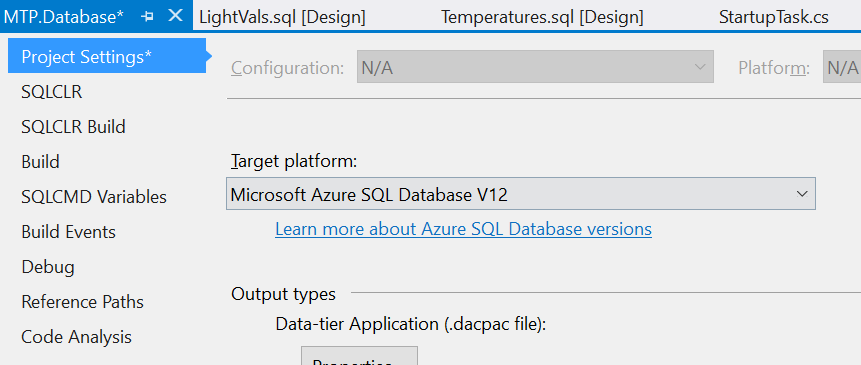 MTP.Database* LightVals.sql [Design] Temperatures.sql [Design] StartupTask.cs
Project Settings*
Configuration: N/A Platform: N/A
SQLCLR
SQLCLR Build
Build
Target platform:
SQLCMD Variables
Microsoft Azure SQL Database V12
Build Events
Learn more about Azure SQL Database versions
Debug
Reference Paths
Output types
Code Analysis
Data-tier Application (.dacpac file):